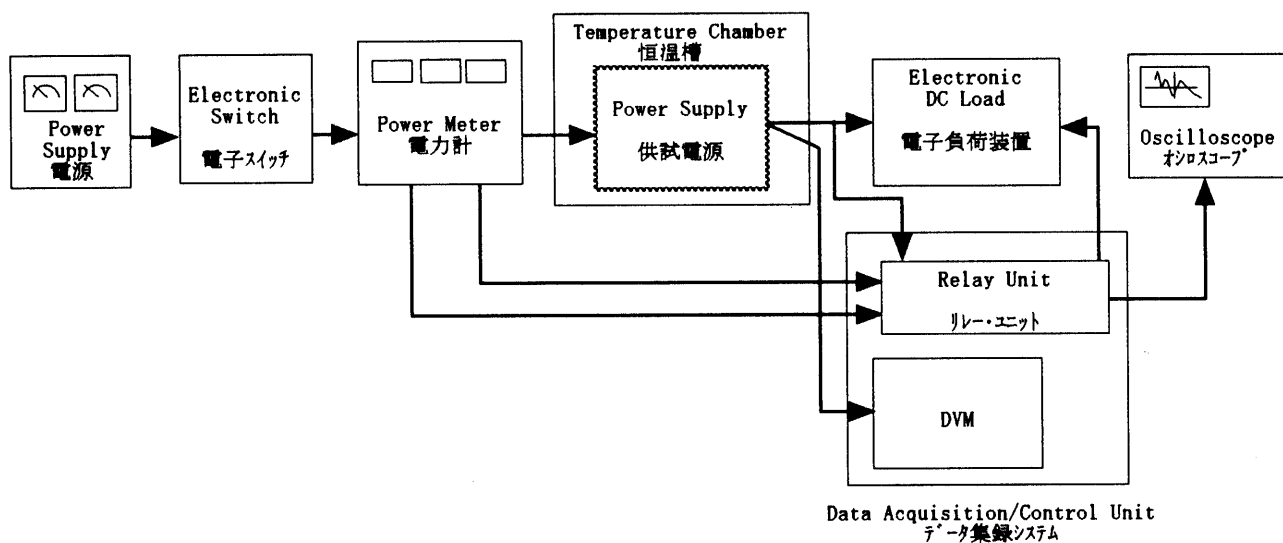 Power
Supply
電源
Electronic
Switch
電子スイッチ
Power Meter
電力計
Temperature Chamber
恒温槽
Power Supply
供試電源
Electronic
DC Load
電子負荷装置
Oscilloscope
オシロスコープ
Relay Unit
リレー・ユニット
DVM
Data Acquisition/Control Unit
データ集録システム